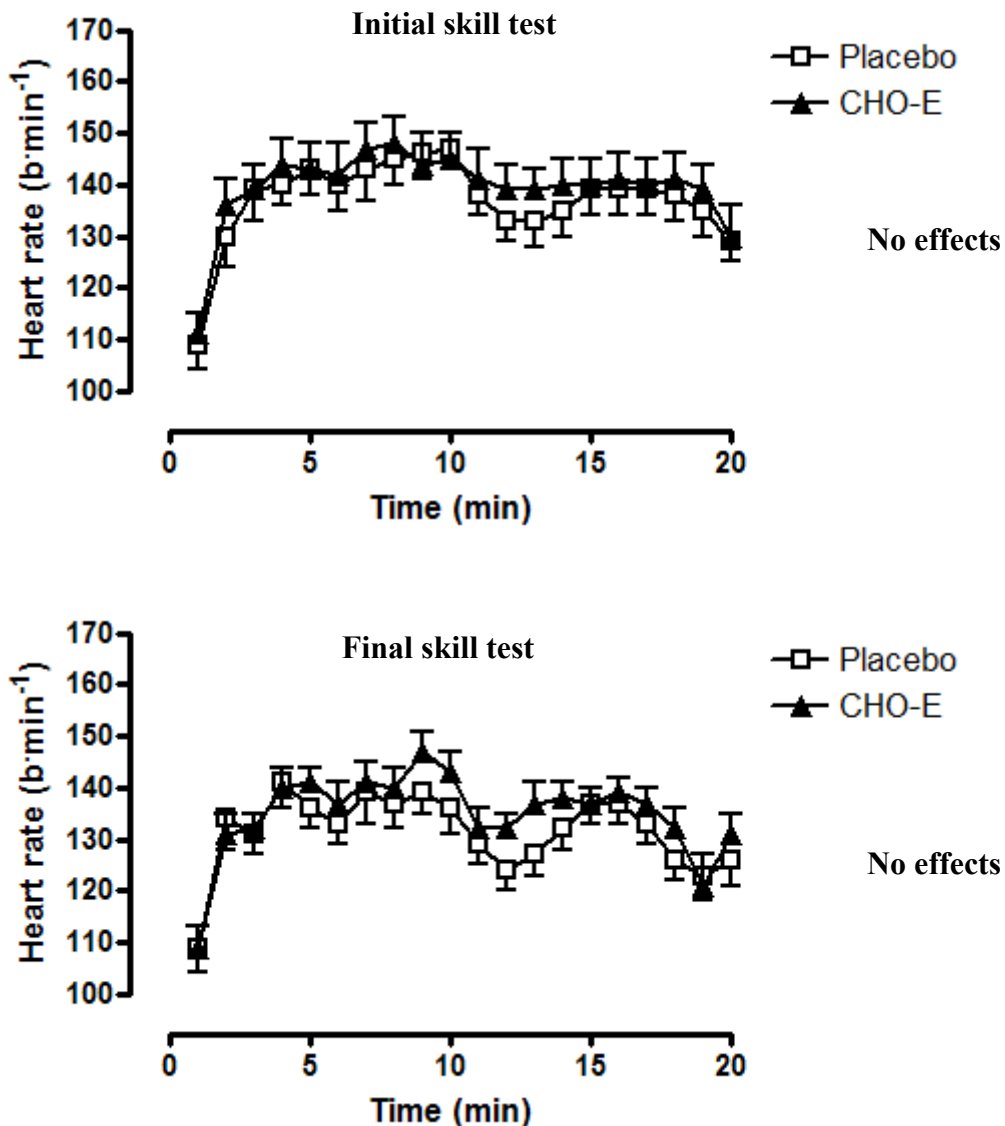 Initial skill test
Placebo
CHO-E
Heart rate (b·min⁻¹)
170
160
150
140
130
120
110
100
No effects
0 5 10 15 20
Time (min)
Final skill test
Placebo
CHO-E
Heart rate (b·min⁻¹)
170
160
150
140
130
120
110
100
No effects
0 5 10 15 20
Time (min)